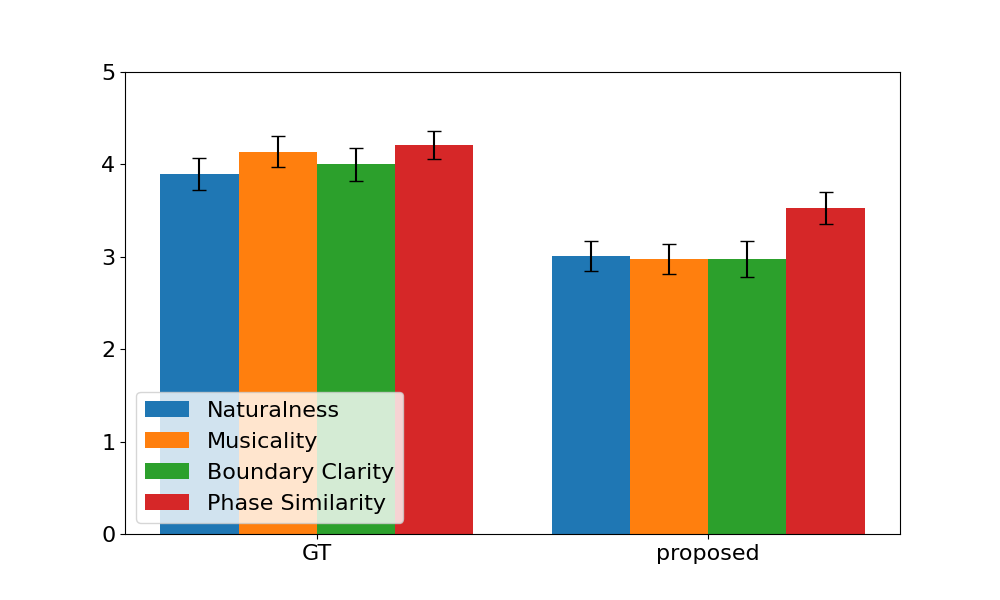 5
4
3
2
1
0
Naturalness
Musicality
Boundary Clarity
Phase Similarity
GT
proposed